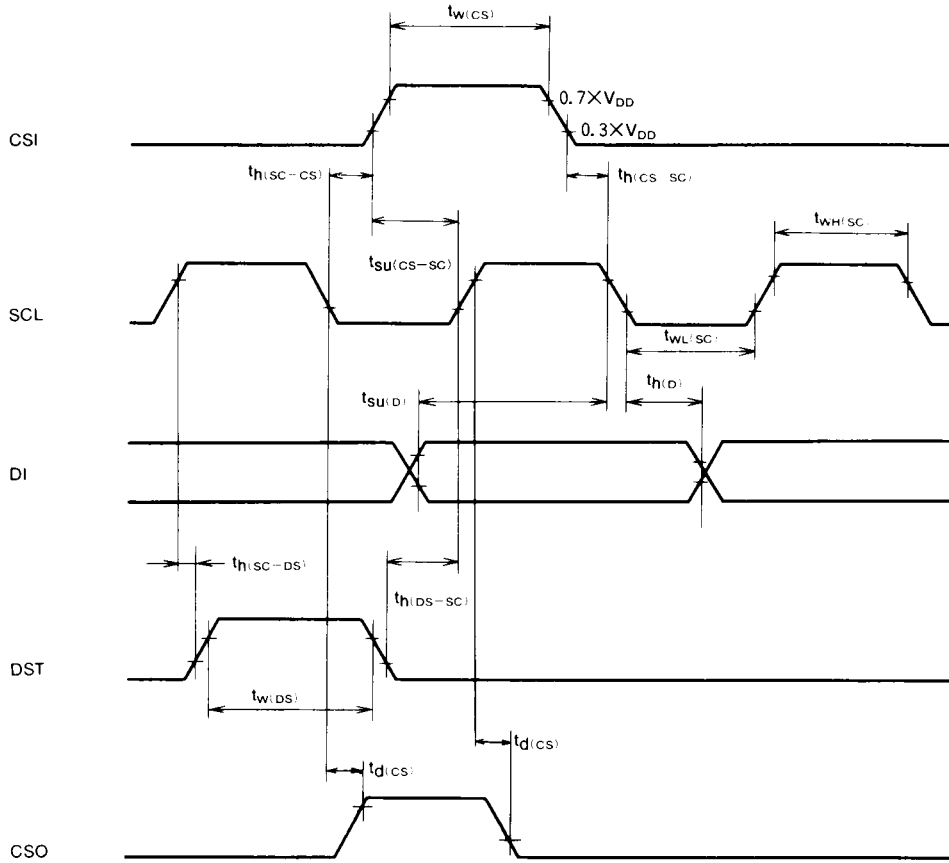 tW(CS)
0.7×VDD
0.3×VDD
CSI
th(SC-CS)
th(CS-SC)
tWH(SC)
tsu(CS-SC)
SCL
tWL(SC)
tsu(D)
th(D)
DI
th(SC-DS)
th(DS-SC)
DST
tw(DS)
td(CS)
td(CS)
CSO